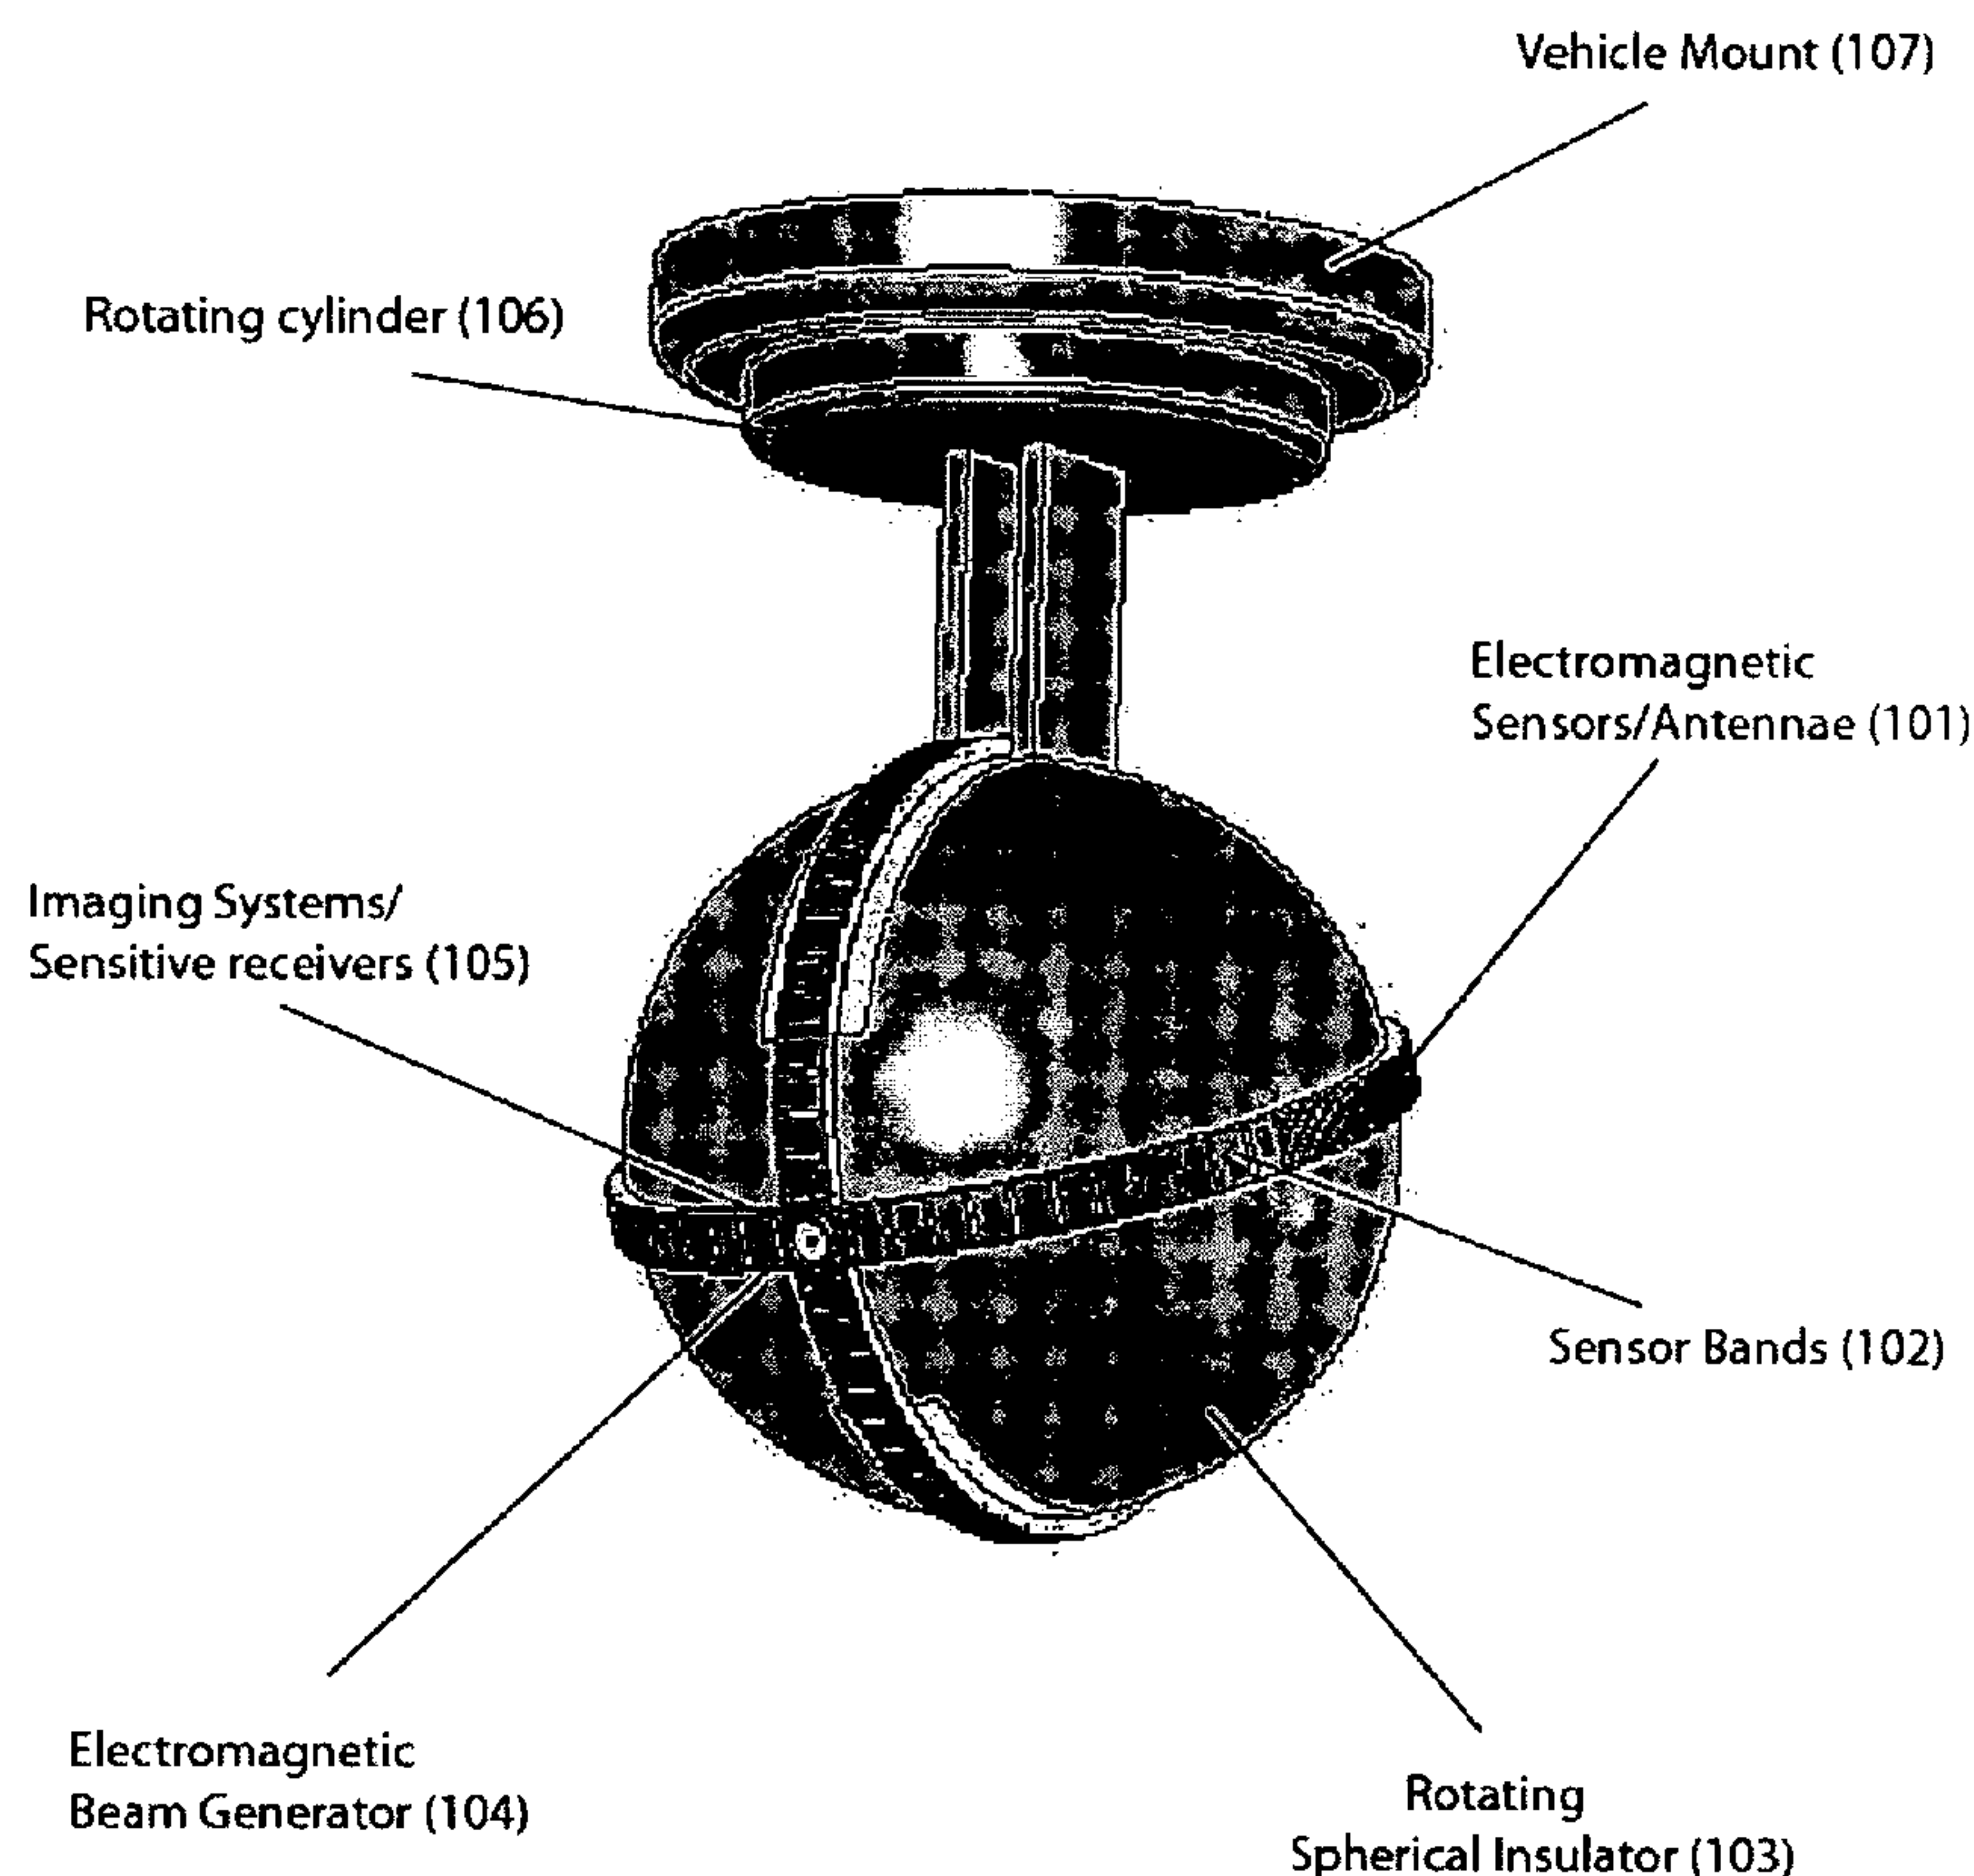 Vehicle Mount (107)
Rotating cylinder (106)
Electromagnetic
Sensors/Antennae (101)
Imaging Systems/
Sensitive receivers (105)
Sensor Bands (102)
Electromagnetic
Beam Generator (104)
Rotating
Spherical Insulator (103)